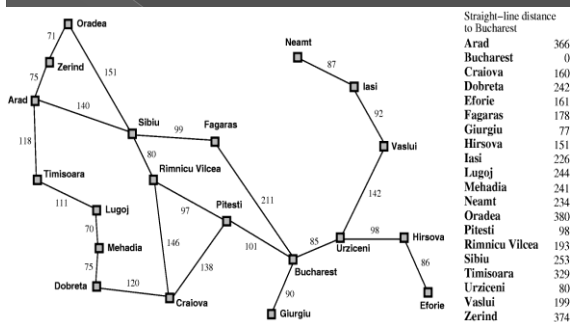 Oradea
71
Neamt
Zerind
87
75
151
Iasi
Arad
140
92
Sibiu
99
Fagaras
118
80
Vaslui
Rimnicu Vilcea
Timisoara
111
Lugoj
97
Pitesti
211
142
70
98
Hirsova
Mehadia
146
101
85
Urziceni
75
138
86
Bucharest
Dobreta
120
90
Craiova
Eforie
Giurgiu
Straight-line distance
to Bucharest
Arad 366
Bucharest 0
Craiova 160
Dobreta 242
Eforie 161
Fagaras 178
Giurgiu 77
Hirsova 151
Iasi 226
Lugoj 244
Mehadia 241
Neamt 234
Oradea 380
Pitesti 98
Rimnicu Vilcea 193
Sibiu 253
Timisoara 329
Urziceni 80
Vaslui 199
Zerind 374